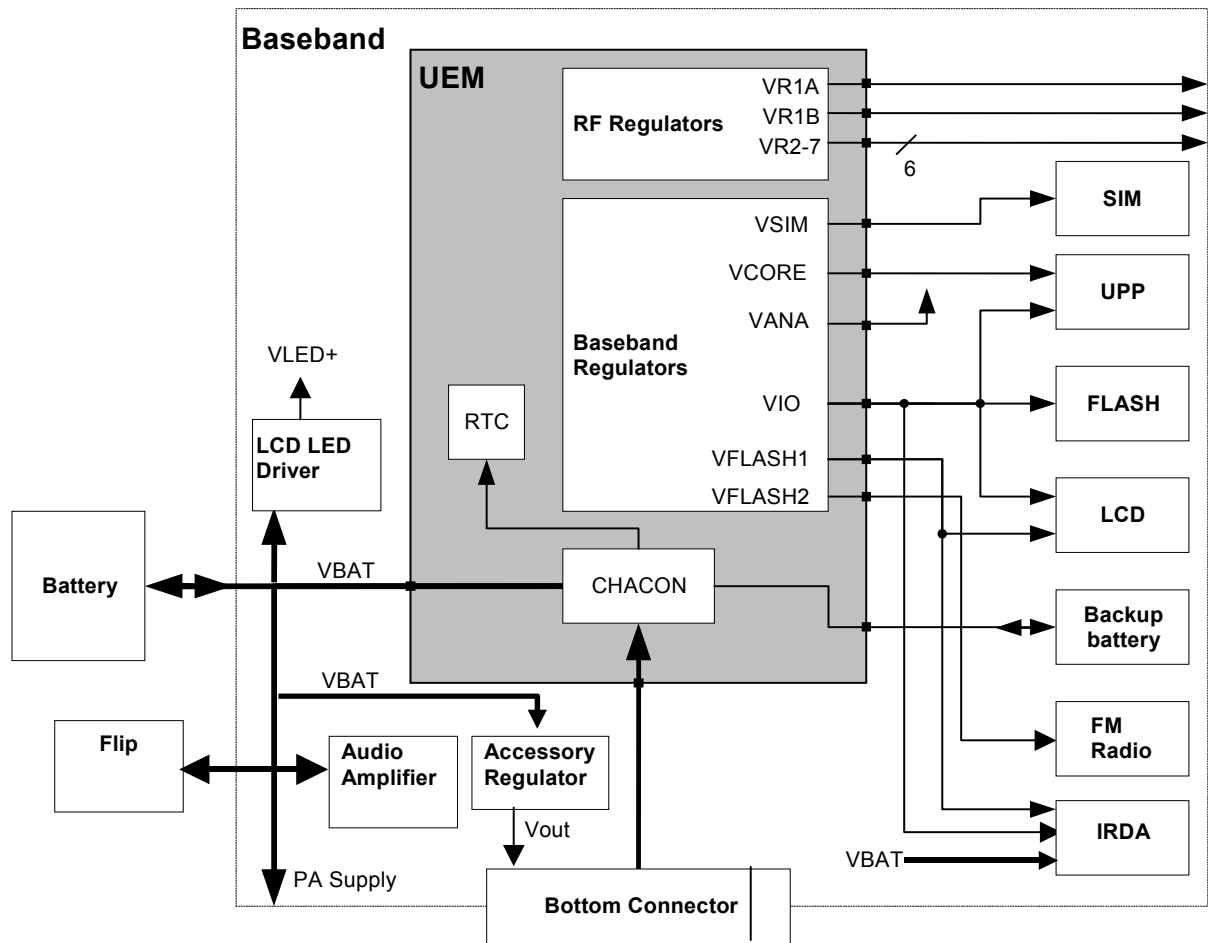 Baseband
UEM
VR1A
VR1B
RF Regulators
VR2-7
6
SIM
VSIM
VCORE
UPP
VANA
Baseband
Regulators
VLED+
VIO
FLASH
RTC
LCD LED
Driver
VFLASH1
VFLASH2
LCD
Battery
VBAT
CHACON
Backup
battery
VBAT
Flip
Audio
Amplifier
Accessory
Regulator
FM
Radio
Vout
IRDA
VBAT
PA Supply
Bottom Connector